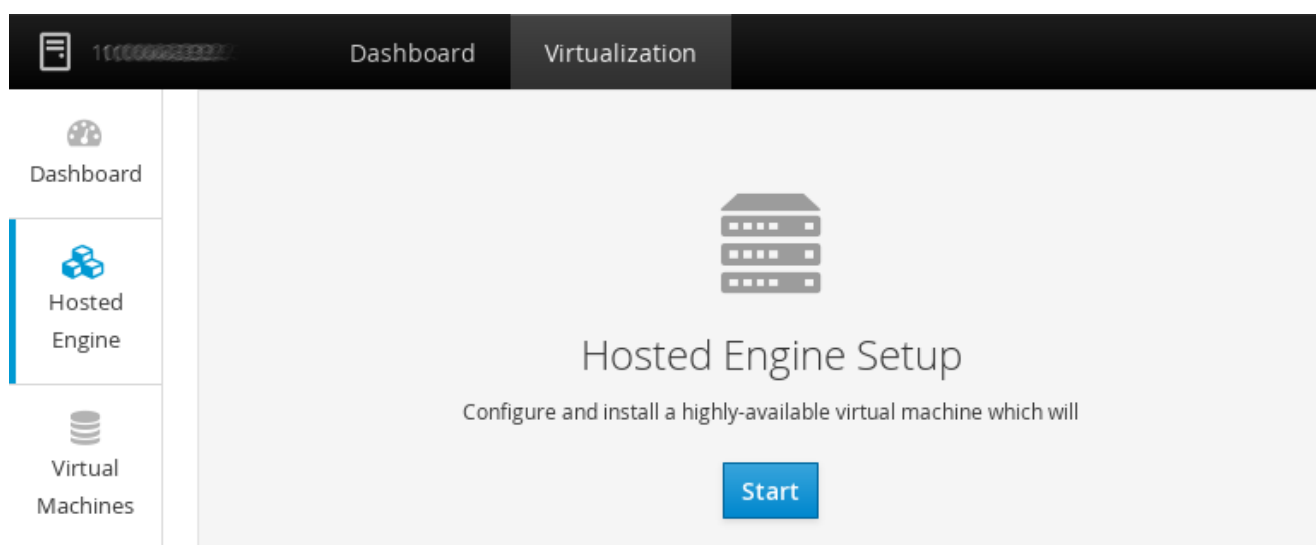 Dashboard Virtualization
Dashboard
Hosted
Engine
Virtual
Machines
Hosted Engine Setup
Configure and install a highly-available virtual machine which will
Start